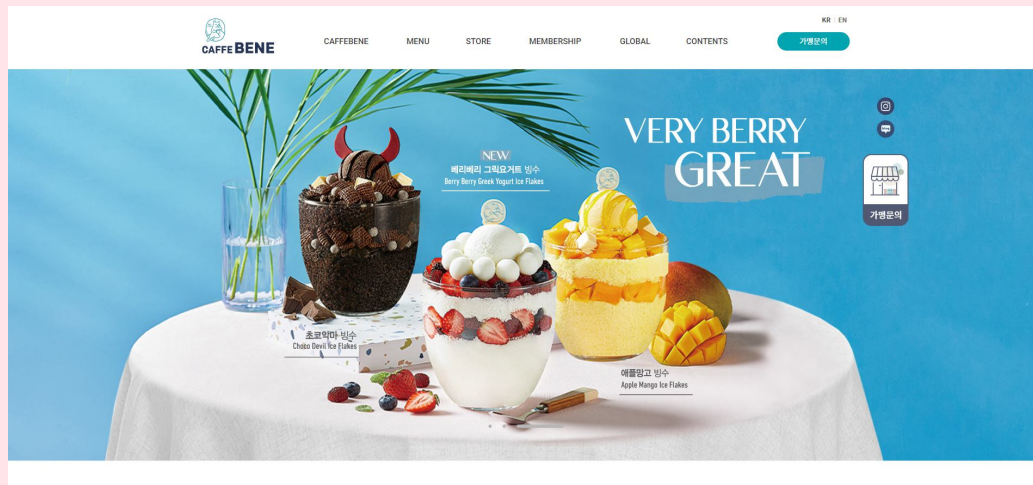 KR EN
CAFFE BENE
CAFFEBENE MENU STORE MEMBERSHIP GLOBAL CONTENTS 가맹문의
VERY BERRY
GREAT
NEW
베리베리 그릭요거트 빙수
Berry Berry Greek Yogurt Ice Flakes
가맹문의
초코악마 빙수
Choco Devil Ice Flakes
애플망고 빙수
Apple Mango Ice Flakes